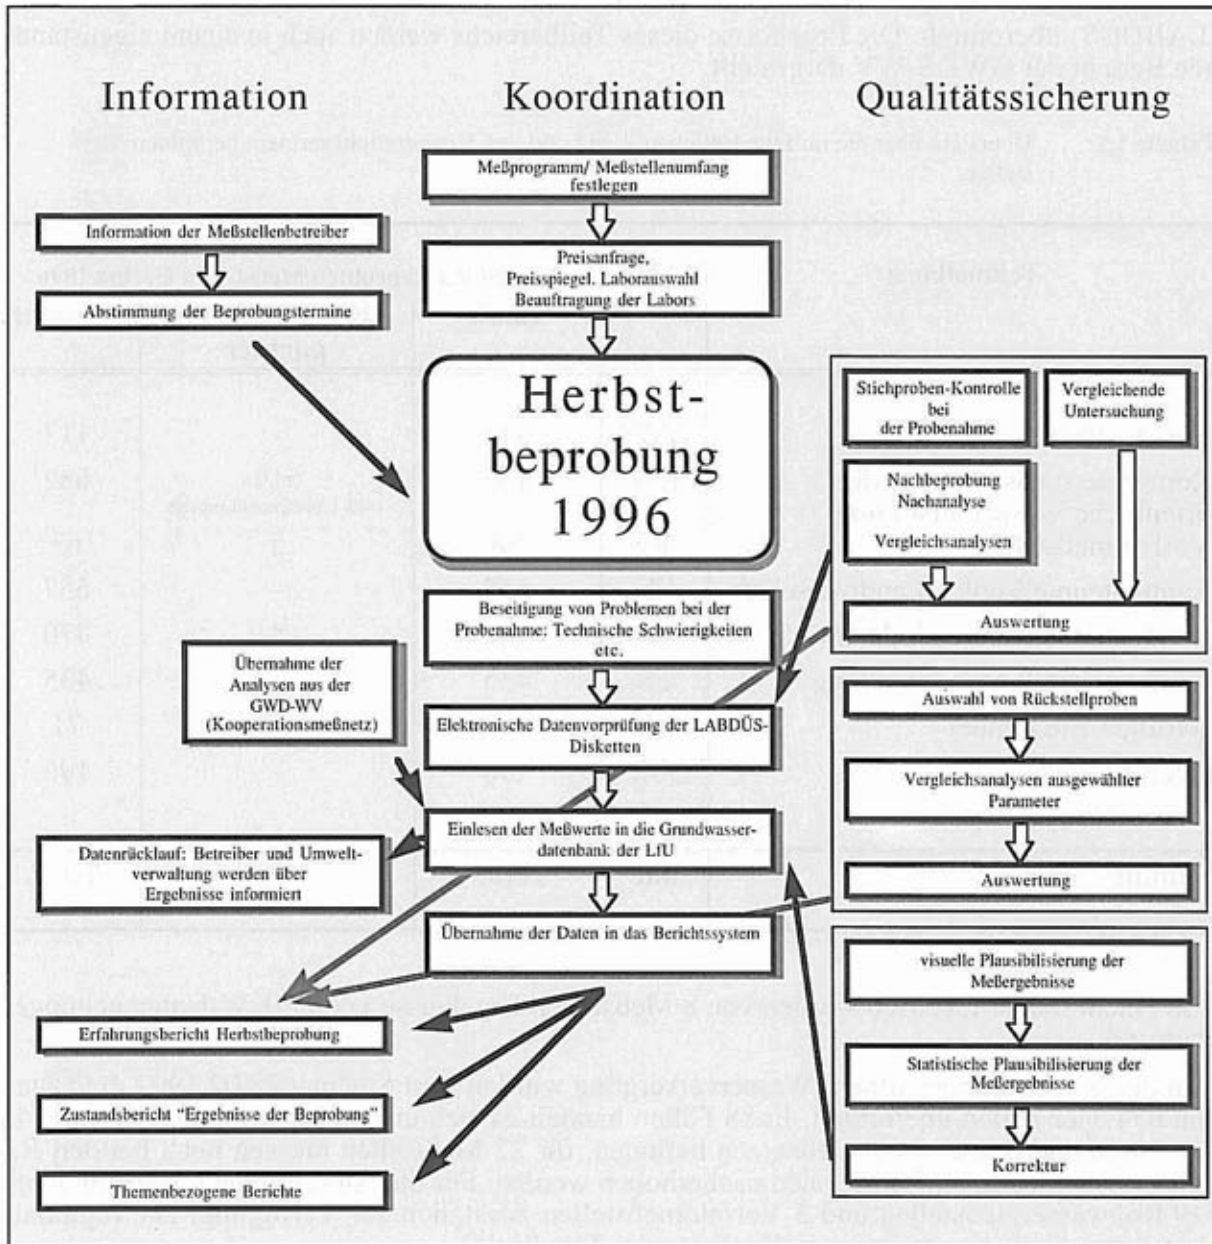 Information
Koordination
Qualitätssicherung
Meßprogramm/ Meßstellenumfang
festlegen
Information der Meßstellenbetreiber
Abstimmung der Beprobungstermine
Preisanfrage,
Preisspiegel. Laborauswahl
Beauftragung der Labors
Herbst-
beprobung
1996
Stichproben-Kontrolle
bei
der Probenahme
Vergleichende
Untersuchung
Nachbeprobung
Nachanalyse
Vergleichsanalysen
Auswertung
Beseitigung von Problemen bei der
Probenahme: Technische Schwierigkeiten
etc.
Übernahme der
Analysen aus der
GWD-WV
(Kooperationsmeßnetz)
Elektronische Datenvorprüfung der LABDÜS-
Disketten
Auswahl von Rückstellproben
Vergleichsanalysen ausgewählter
Parameter
Auswertung
Einlesen der Meßwerte in die Grundwasser-
datenbank der LfU
Datenrücklauf: Betreiber und Umwelt-
verwaltung werden über
Ergebnisse informiert
Übernahme der Daten in das Berichtssystem
visuelle Plausibilisierung der
Meßergebnisse
Statistische Plausibilisierung der
Meßergebnisse
Korrektur
Erfahrungsbericht Herbstbeprobung
Zustandsbericht "Ergebnisse der Beprobung"
Themenbezogene Berichte